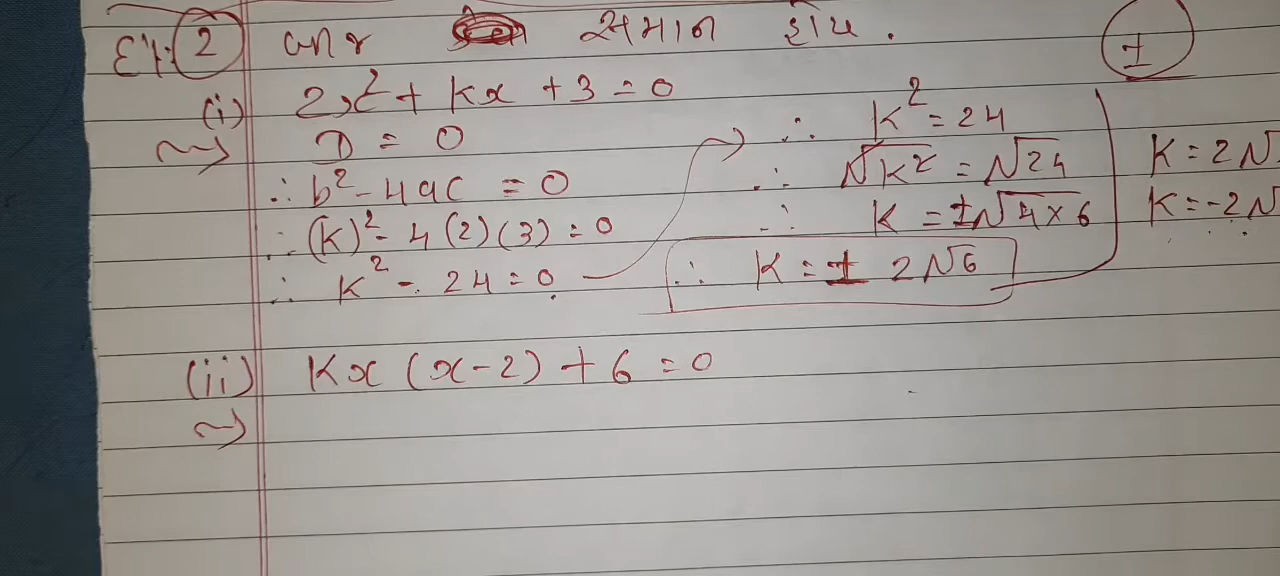 2 સમાન હોય.
1
(i) 2x² + kx + 3 = 0
⇝ D = 0
∴ b² - 4ac = 0
∴ (k)² - 4(2)(3) = 0
∴ k² - 24 = 0
∴ k² = 24
∴ √k² = √24
∴ k = ±√4×6
∴ k = ± 2√6
k = 2√
k = -2√
(ii) kx (x-2) + 6 = 0
⇝